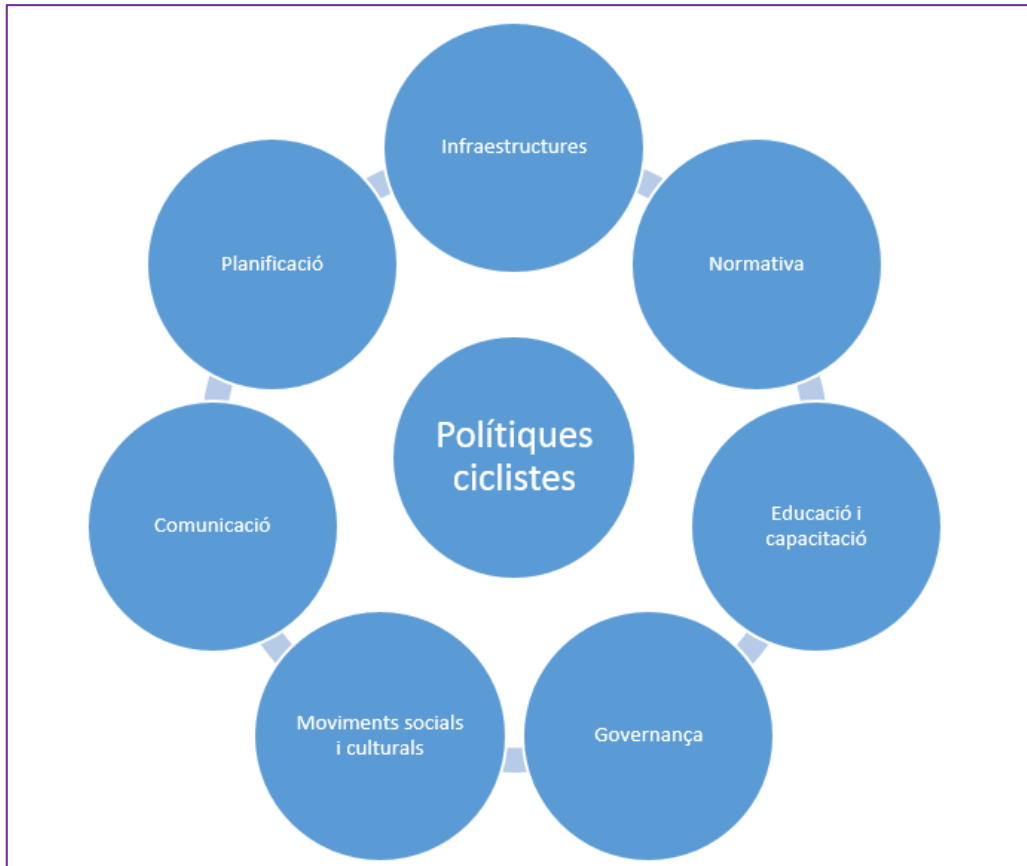 Infraestructures
Planificació
Normativa
Polítiques
ciclistes
Comunicació
Educació i
capacitació
Moviments socials
i culturals
Governança